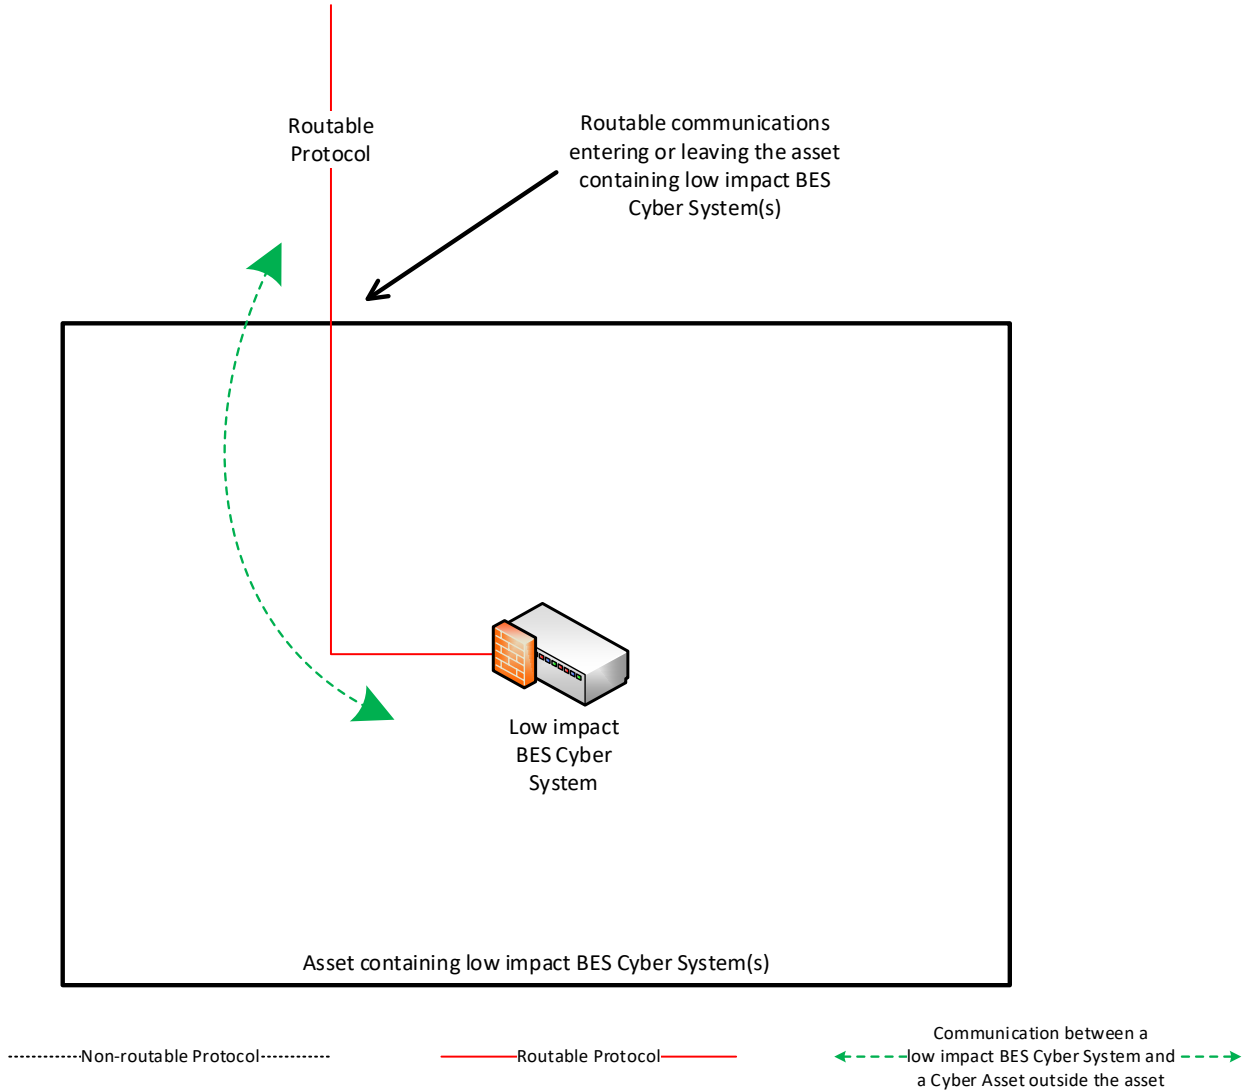 Routable
Protocol
Routable communications
entering or leaving the asset
containing low impact BES
Cyber System(s)
Low impact
BES Cyber
System
Asset containing low impact BES Cyber System(s)
Non-routable Protocol
Routable Protocol
Communication between a
low impact BES Cyber System and
a Cyber Asset outside the asset